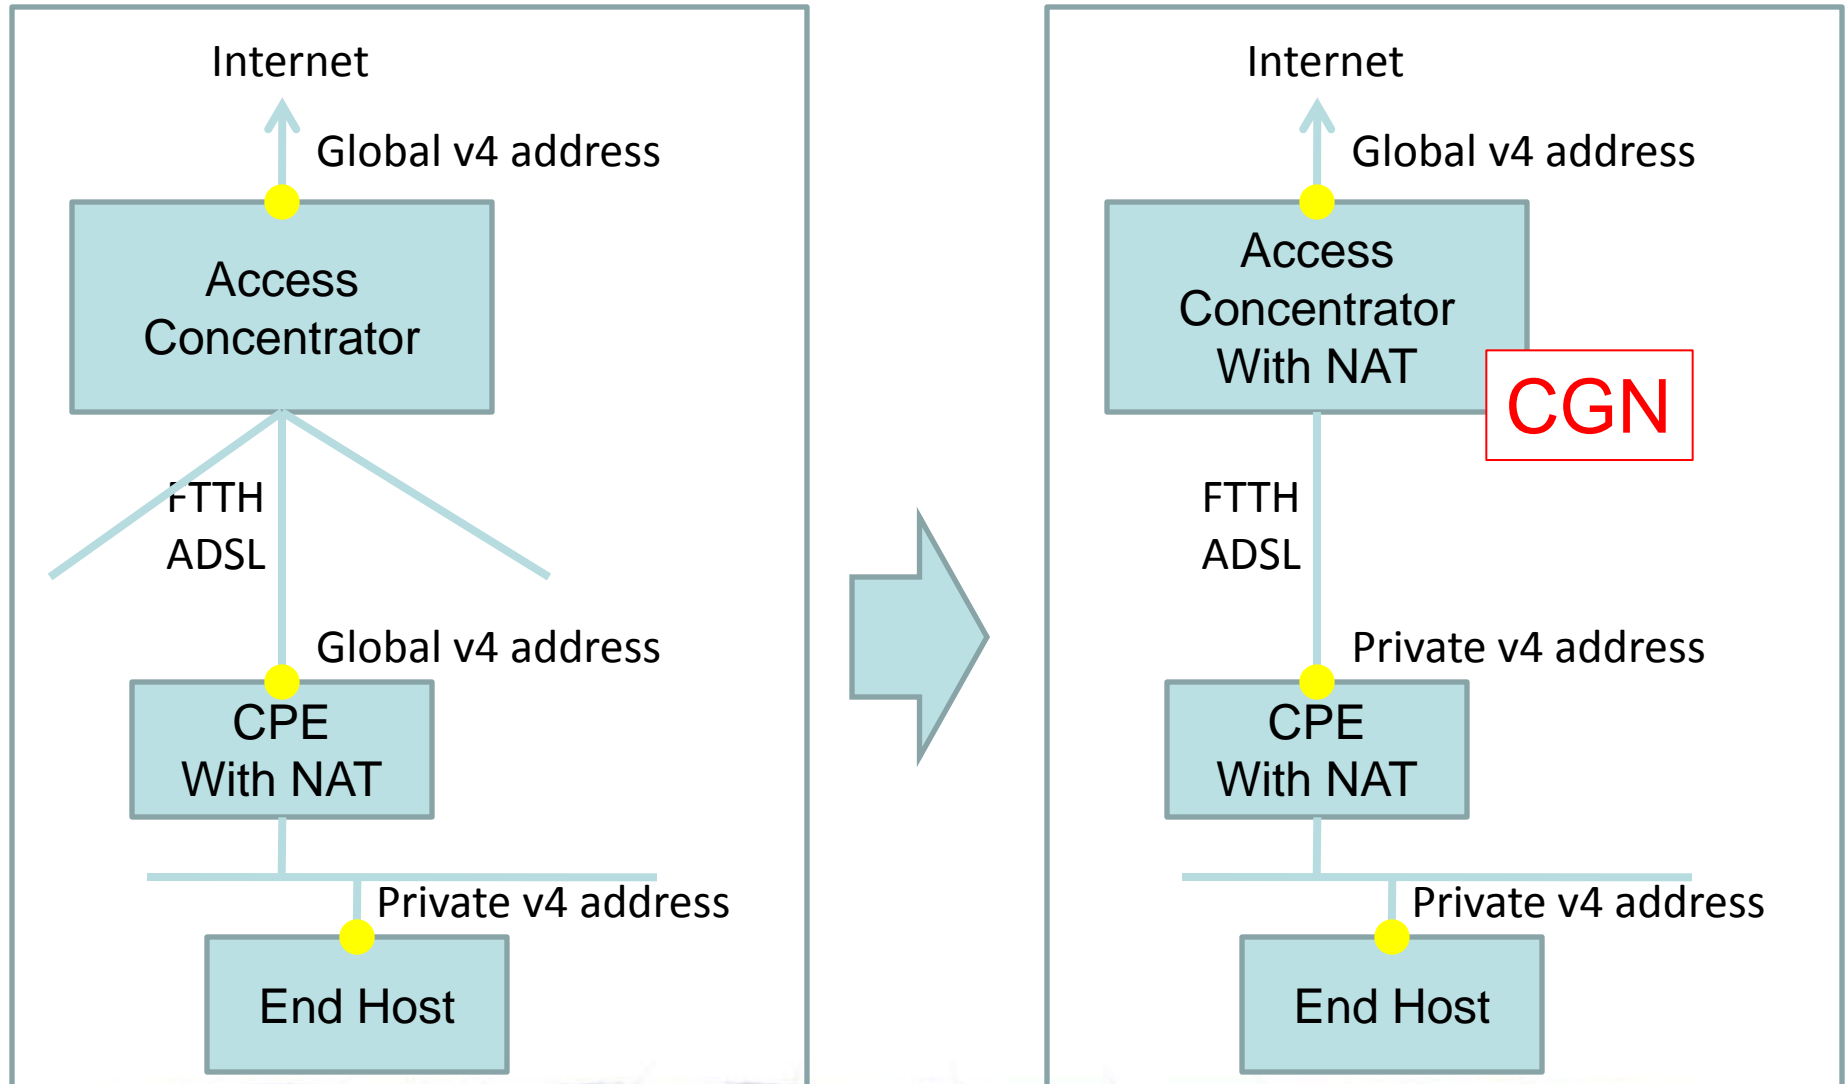 Internet
Global v4 address
Access
Concentrator
FTTH
ADSL
Global v4 address
CPE
With NAT
Private v4 address
End Host
Internet
Global v4 address
Access
Concentrator
With NAT
CGN
FTTH
ADSL
Private v4 address
CPE
With NAT
Private v4 address
End Host